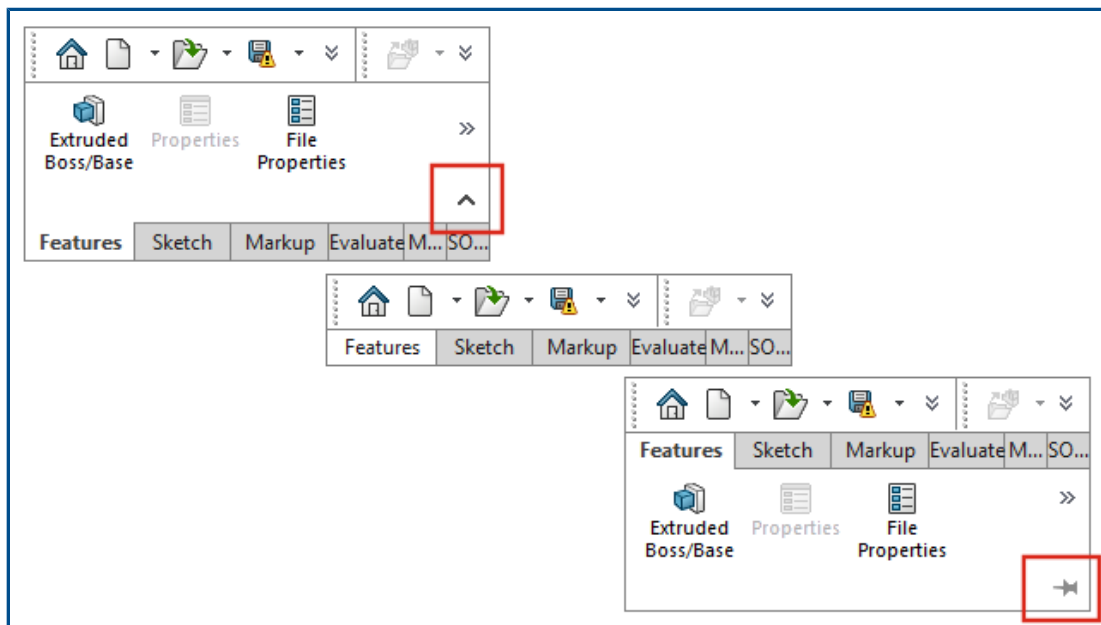 Extruded Boss/Base
Properties
File Properties
Features Sketch Markup Evaluate M... SO...
Features Sketch Markup Evaluate M... SO...
Features Sketch Markup Evaluate M... SO...
Extruded Boss/Base
Properties
File Properties